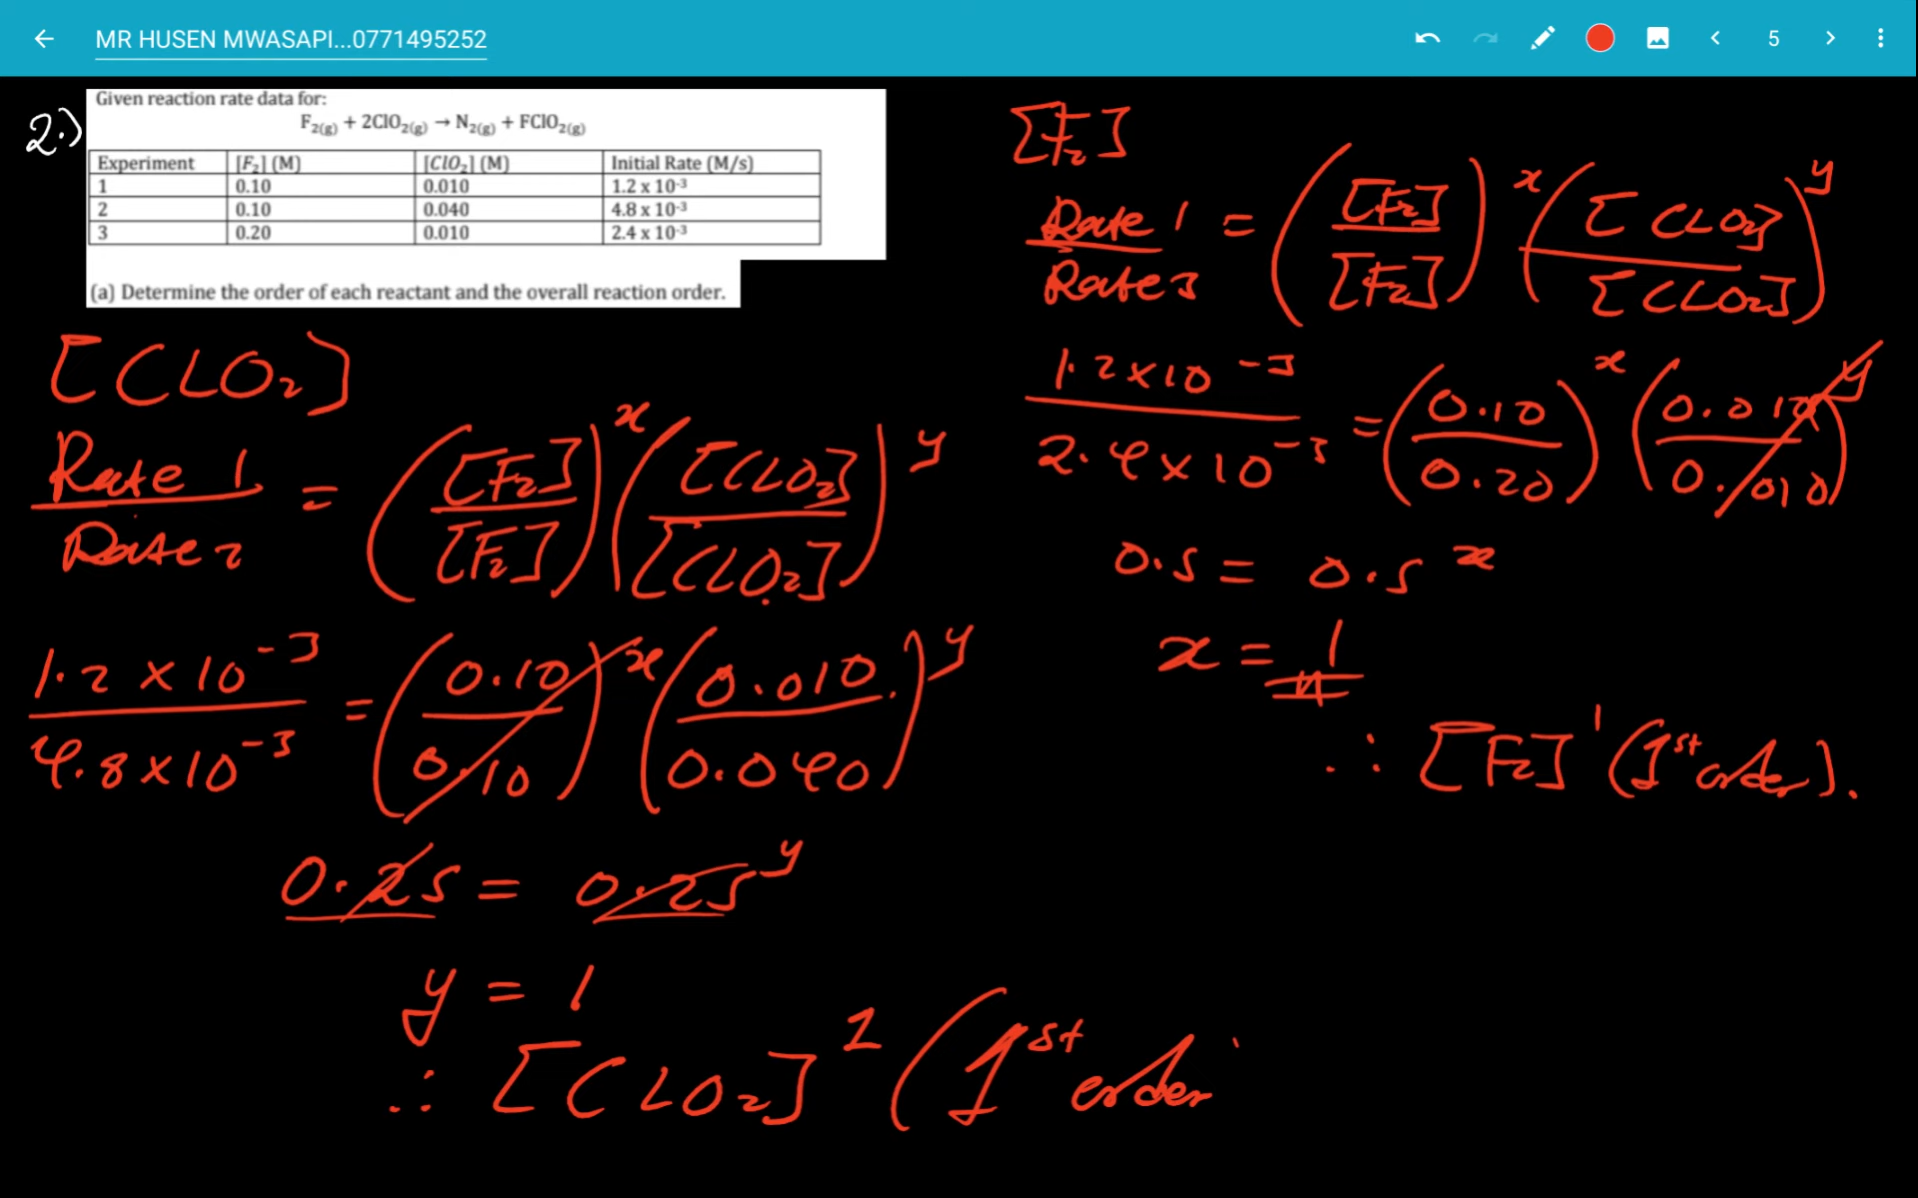 MR HUSEN MWASAPI...0771495252
5
2.)
Given reaction rate data for:
F₂(g) + 2ClO₂(g) → N₂(g) + FClO₂(g)
Experiment [F₂] (M) [ClO₂] (M) Initial Rate (M/s)
1 0.10 0.010 1.2 x 10⁻³
2 0.10 0.040 4.8 x 10⁻³
3 0.20 0.010 2.4 x 10⁻³
(a) Determine the order of each reactant and the overall reaction order.
[CLO₂]
Rate 1 / Rate 2 = ([F₂] / [F₂])^x ([CLO₂] / [CLO₂])^y
1.2 × 10⁻³ / 4.8 × 10⁻³ = (0.10 / 0.10)^x (0.010 / 0.040)^y
0.25 = 0.25^y
y = 1
∴ [CLO₂]¹ (1st order
[F₂]
Rate 1 / Rate 3 = ([F₂] / [F₂])^x ([CLO₂] / [CLO₂])^y
1.2 × 10⁻³ / 2.4 × 10⁻³ = (0.10 / 0.20)^x (0.010 / 0.010)^y
0.5 = 0.5^x
x = 1
∴ [F₂]¹ (1st order).